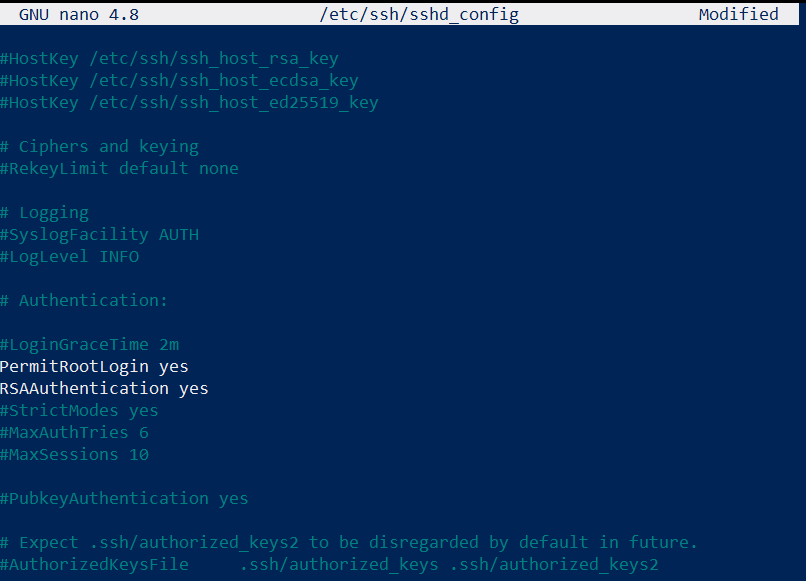 GNU nano 4.8 /etc/ssh/sshd_config Modified
#HostKey /etc/ssh/ssh_host_rsa_key
#HostKey /etc/ssh/ssh_host_ecdsa_key
#HostKey /etc/ssh/ssh_host_ed25519_key
# Ciphers and keying
#RekeyLimit default none
# Logging
#SyslogFacility AUTH
#LogLevel INFO
# Authentication:
#LoginGraceTime 2m
PermitRootLogin yes
RSAAuthentication yes
#StrictModes yes
#MaxAuthTries 6
#MaxSessions 10
#PubkeyAuthentication yes
# Expect .ssh/authorized_keys2 to be disregarded by default in future.
#AuthorizedKeysFile     .ssh/authorized_keys .ssh/authorized_keys2